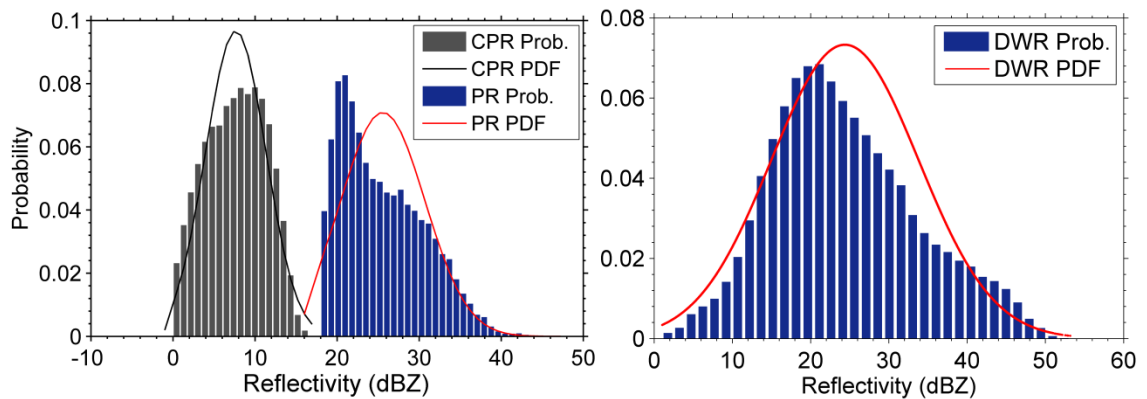 0.1
0.08
0.06
0.04
0.02
0
-10 0 10 20 30 40 50
Probability
Reflectivity (dBZ)
CPR Prob.
CPR PDF
PR Prob.
PR PDF
0.08
0.06
0.04
0.02
0
0 10 20 30 40 50 60
Reflectivity (dBZ)
DWR Prob.
DWR PDF